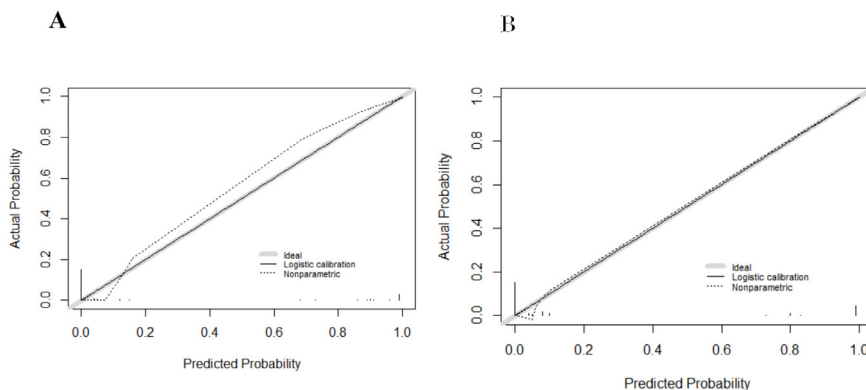 A
Actual Probability
1.0
0.8
0.6
0.4
0.2
0.0
Ideal
Logistic calibration
Nonparametric
0.0 0.2 0.4 0.6 0.8 1.0
Predicted Probability
B
Actual Probability
1.0
0.8
0.6
0.4
0.2
0.0
Ideal
Logistic calibration
Nonparametric
0.0 0.2 0.4 0.6 0.8 1.0
Predicted Probability